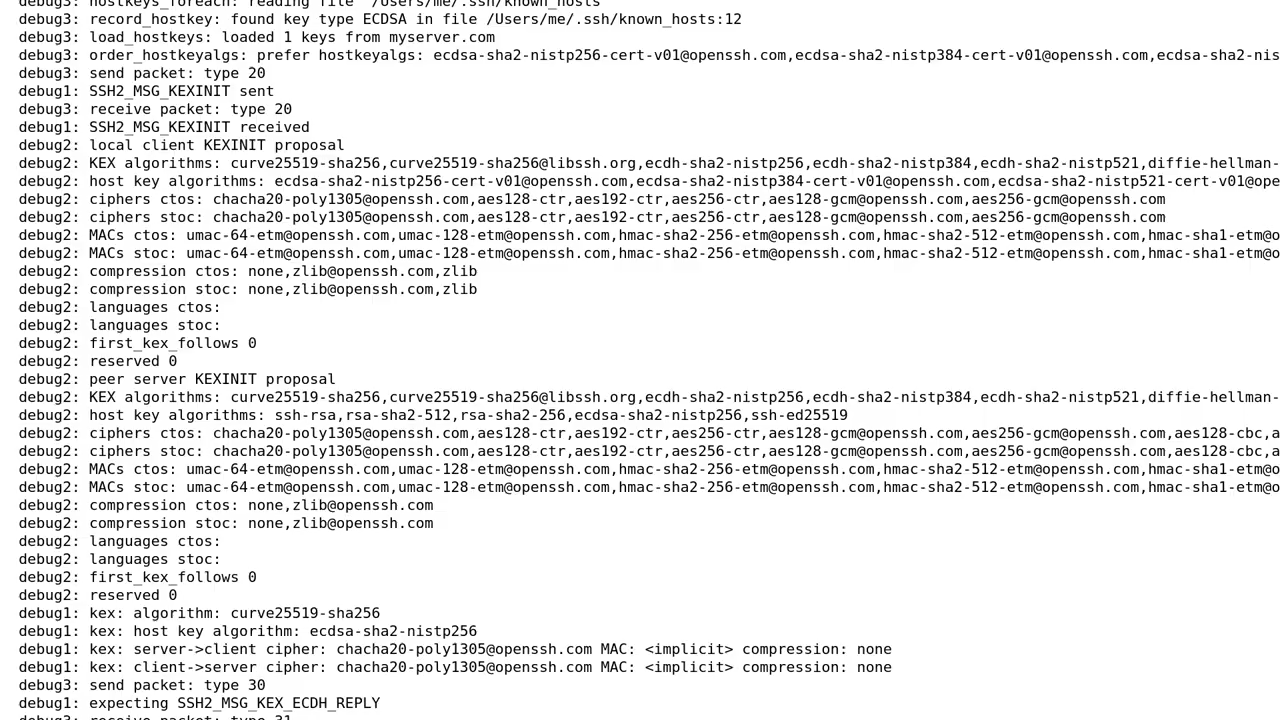 debug3: hostkeys_foreach: reading file "/Users/me/.ssh/known_hosts"
debug3: record_hostkey: found key type ECDSA in file /Users/me/.ssh/known_hosts:12
debug3: load_hostkeys: loaded 1 keys from myserver.com
debug3: order_hostkeyalgs: prefer hostkeyalgs: ecdsa-sha2-nistp256-cert-v01@openssh.com,ecdsa-sha2-nistp384-cert-v01@openssh.com,ecdsa-sha2-nis
debug3: send packet: type 20
debug1: SSH2_MSG_KEXINIT sent
debug3: receive packet: type 20
debug1: SSH2_MSG_KEXINIT received
debug2: local client KEXINIT proposal
debug2: KEX algorithms: curve25519-sha256,curve25519-sha256@libssh.org,ecdh-sha2-nistp256,ecdh-sha2-nistp384,ecdh-sha2-nistp521,diffie-hellman-
debug2: host key algorithms: ecdsa-sha2-nistp256-cert-v01@openssh.com,ecdsa-sha2-nistp384-cert-v01@openssh.com,ecdsa-sha2-nistp521-cert-v01@ope
debug2: ciphers ctos: chacha20-poly1305@openssh.com,aes128-ctr,aes192-ctr,aes256-ctr,aes128-gcm@openssh.com,aes256-gcm@openssh.com
debug2: ciphers stoc: chacha20-poly1305@openssh.com,aes128-ctr,aes192-ctr,aes256-ctr,aes128-gcm@openssh.com,aes256-gcm@openssh.com
debug2: MACs ctos: umac-64-etm@openssh.com,umac-128-etm@openssh.com,hmac-sha2-256-etm@openssh.com,hmac-sha2-512-etm@openssh.com,hmac-sha1-etm@o
debug2: MACs stoc: umac-64-etm@openssh.com,umac-128-etm@openssh.com,hmac-sha2-256-etm@openssh.com,hmac-sha2-512-etm@openssh.com,hmac-sha1-etm@o
debug2: compression ctos: none,zlib@openssh.com,zlib
debug2: compression stoc: none,zlib@openssh.com,zlib
debug2: languages ctos:
debug2: languages stoc:
debug2: first_kex_follows 0
debug2: reserved 0
debug2: peer server KEXINIT proposal
debug2: KEX algorithms: curve25519-sha256,curve25519-sha256@libssh.org,ecdh-sha2-nistp256,ecdh-sha2-nistp384,ecdh-sha2-nistp521,diffie-hellman-
debug2: host key algorithms: ssh-rsa,rsa-sha2-512,rsa-sha2-256,ecdsa-sha2-nistp256,ssh-ed25519
debug2: ciphers ctos: chacha20-poly1305@openssh.com,aes128-ctr,aes192-ctr,aes256-ctr,aes128-gcm@openssh.com,aes256-gcm@openssh.com,aes128-cbc,a
debug2: ciphers stoc: chacha20-poly1305@openssh.com,aes128-ctr,aes192-ctr,aes256-ctr,aes128-gcm@openssh.com,aes256-gcm@openssh.com,aes128-cbc,a
debug2: MACs ctos: umac-64-etm@openssh.com,umac-128-etm@openssh.com,hmac-sha2-256-etm@openssh.com,hmac-sha2-512-etm@openssh.com,hmac-sha1-etm@o
debug2: MACs stoc: umac-64-etm@openssh.com,umac-128-etm@openssh.com,hmac-sha2-256-etm@openssh.com,hmac-sha2-512-etm@openssh.com,hmac-sha1-etm@o
debug2: compression ctos: none,zlib@openssh.com
debug2: compression stoc: none,zlib@openssh.com
debug2: languages ctos:
debug2: languages stoc:
debug2: first_kex_follows 0
debug2: reserved 0
debug1: kex: algorithm: curve25519-sha256
debug1: kex: host key algorithm: ecdsa-sha2-nistp256
debug1: kex: server->client cipher: chacha20-poly1305@openssh.com MAC: <implicit> compression: none
debug1: kex: client->server cipher: chacha20-poly1305@openssh.com MAC: <implicit> compression: none
debug3: send packet: type 30
debug1: expecting SSH2_MSG_KEX_ECDH_REPLY
debug3: receive packet: type 31